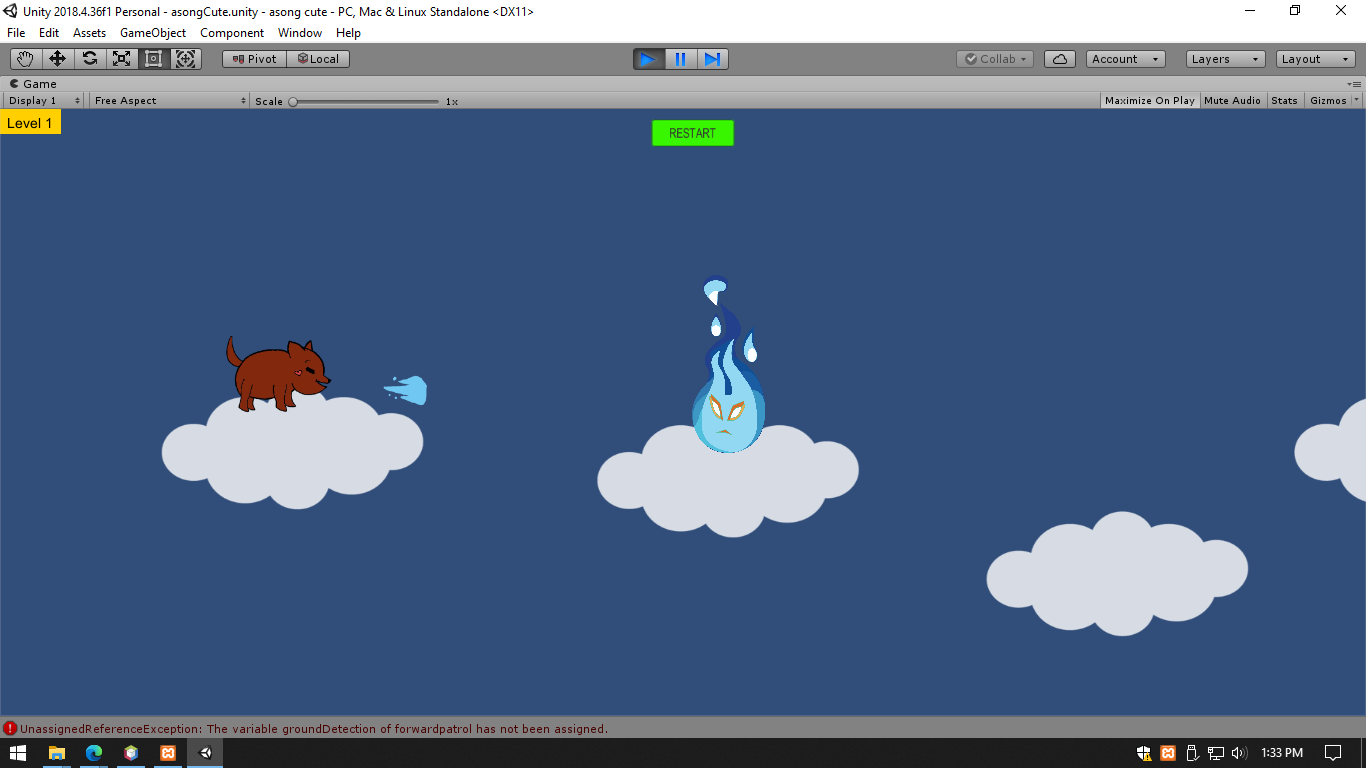 Unity 2018.4.36f1 Personal - asongCute.unity - asong cute - PC, Mac & Linux Standalone <DX11>
File Edit Assets GameObject Component Window Help
Pivot Local Collab Account Layers Layout
Game
Display 1 Free Aspect Scale 1x Maximize On Play Mute Audio Stats Gizmos
Level 1
RESTART
UnassignedReferenceException: The variable groundDetection of forwardpatrol has not been assigned.
1:33 PM